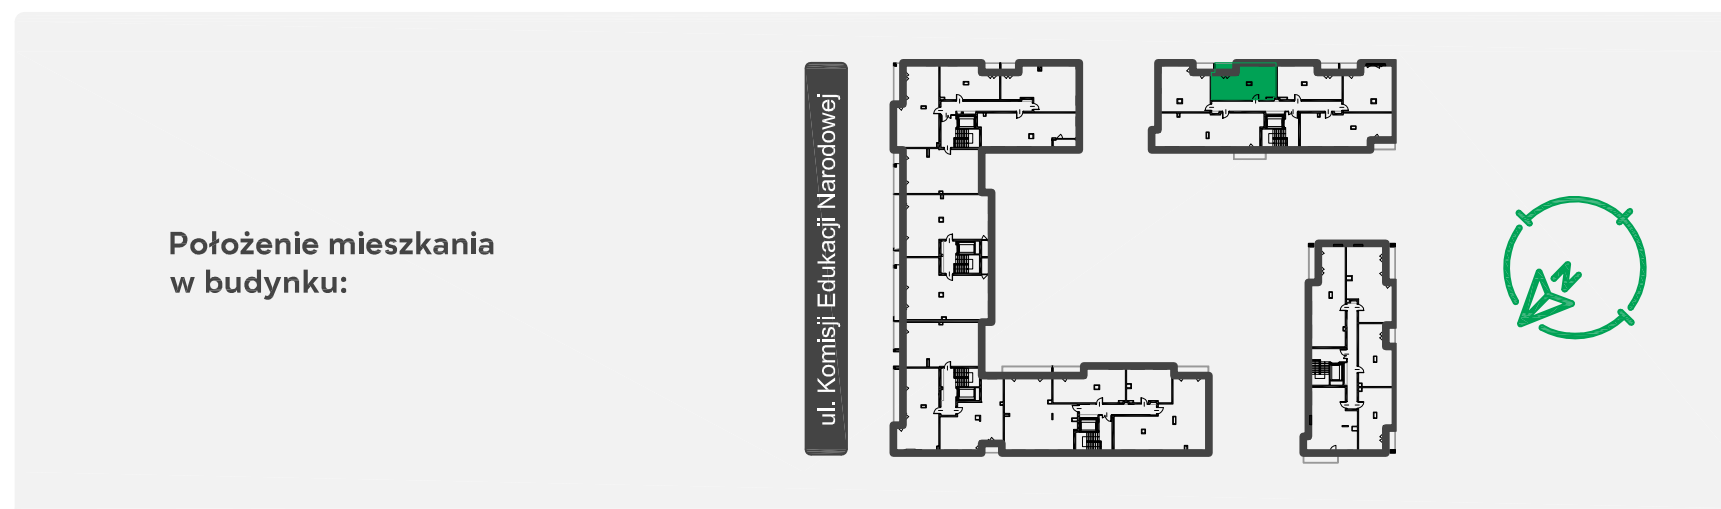 Położenie mieszkania
w budynku:
ul. Komisji Edukacji Narodowej
N